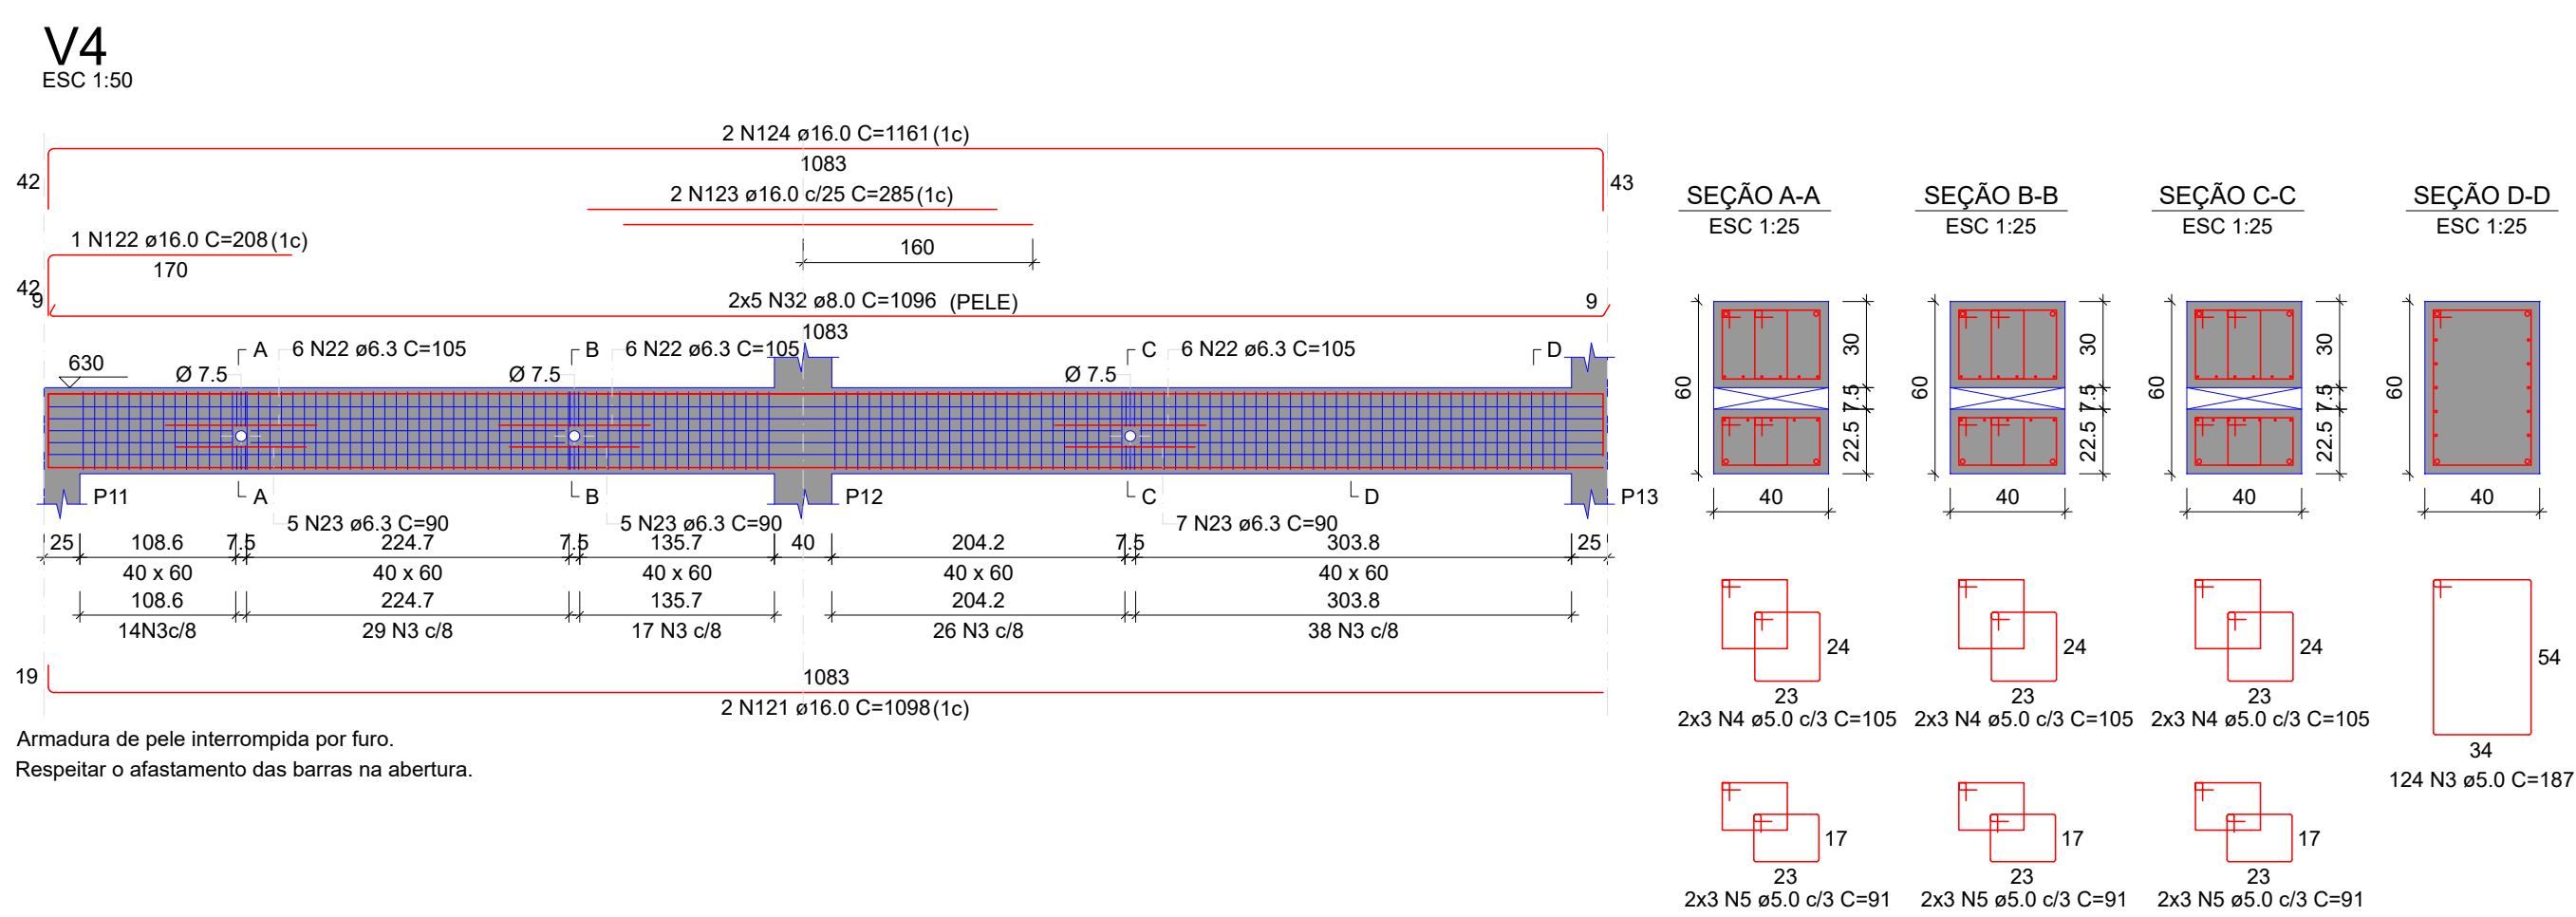 V4
ESC 1:50
2 N124 ø16.0 C=1161(1c)
1083
42
43
2 N123 ø16.0 c/25 C=285(1c)
160
1 N122 ø16.0 C=208(1c)
170
42
9
2x5 N32 ø8.0 C=1096 (PELE)
9
1083
630
A
6 N22 ø6.3 C=105
B
6 N22 ø6.3 C=105
C
6 N22 ø6.3 C=105
D
Ø 7.5
Ø 7.5
Ø 7.5
P11
A
B
P12
C
D
P13
5 N23 ø6.3 C=90
5 N23 ø6.3 C=90
7 N23 ø6.3 C=90
25 108.6 7.5 224.7 7.5 135.7 40 204.2 7.5 303.8 25
40 x 60 40 x 60 40 x 60 40 x 60 40 x 60
108.6 224.7 135.7 204.2 303.8
14N3c/8 29 N3 c/8 17 N3 c/8 26 N3 c/8 38 N3 c/8
19
1083
2 N121 ø16.0 C=1098(1c)
Armadura de pele interrompida por furo.
Respeitar o afastamento das barras na abertura.
SEÇÃO A-A
ESC 1:25
60
30
7.5
22.5
40
24
23
2x3 N4 ø5.0 c/3 C=105
17
23
2x3 N5 ø5.0 c/3 C=91
SEÇÃO B-B
ESC 1:25
60
30
7.5
22.5
40
24
23
2x3 N4 ø5.0 c/3 C=105
17
23
2x3 N5 ø5.0 c/3 C=91
SEÇÃO C-C
ESC 1:25
60
30
7.5
22.5
40
24
23
2x3 N4 ø5.0 c/3 C=105
17
23
2x3 N5 ø5.0 c/3 C=91
SEÇÃO D-D
ESC 1:25
60
40
54
34
124 N3 ø5.0 C=187